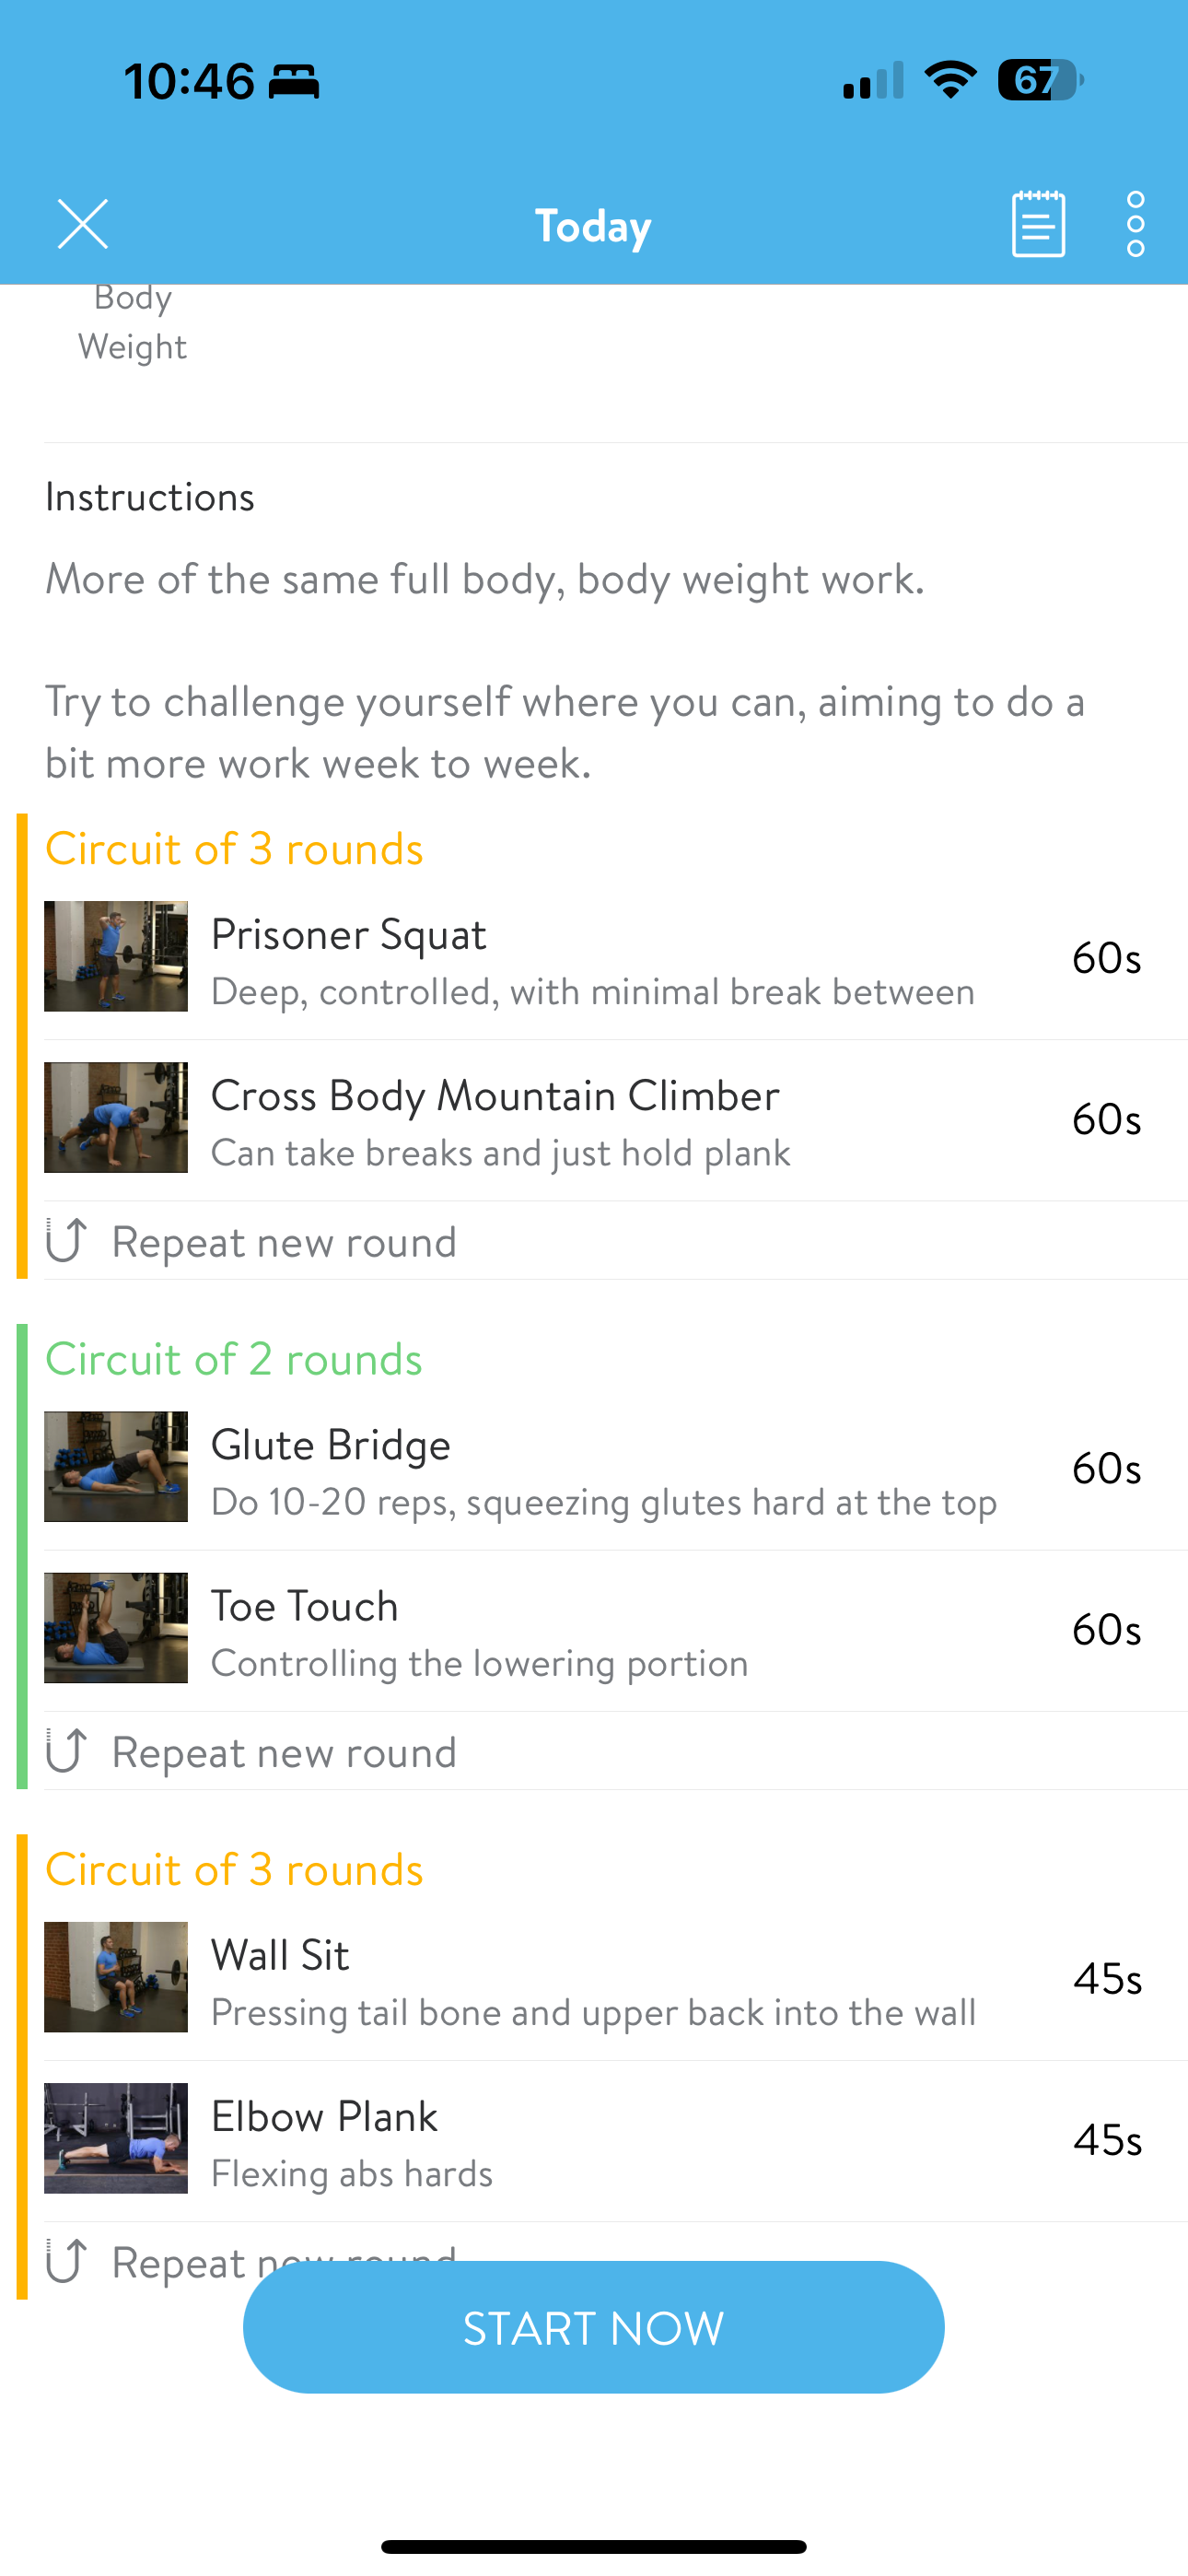 10:46
67
Today
Body
Weight
Instructions
More of the same full body, body weight work.
Try to challenge yourself where you can, aiming to do a
bit more work week to week.
Circuit of 3 rounds
Prisoner Squat
60s
Deep, controlled, with minimal break between
Cross Body Mountain Climber
60s
Can take breaks and just hold plank
Repeat new round
Circuit of 2 rounds
Glute Bridge
60s
Do 10-20 reps, squeezing glutes hard at the top
Toe Touch
60s
Controlling the lowering portion
Repeat new round
Circuit of 3 rounds
Wall Sit
45s
Pressing tail bone and upper back into the wall
Elbow Plank
45s
Flexing abs hards
Repeat new round
START NOW